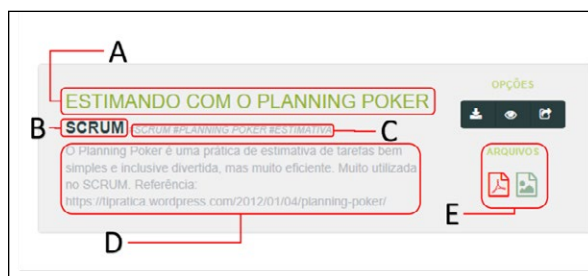 A
OPÇÕES
ESTIMANDO COM O PLANNING POKER
B
SCRUM
SCRUM #PLANNING POKER #ESTIMATIVA
C
O Planning Poker é uma prática de estimativa de tarefas bem
simples e inclusive divertida, mas muito eficiente. Muito utilizada
no SCRUM. Referência:
https://tipratica.wordpress.com/2012/01/04/planning-poker/
ARQUIVOS
D
E